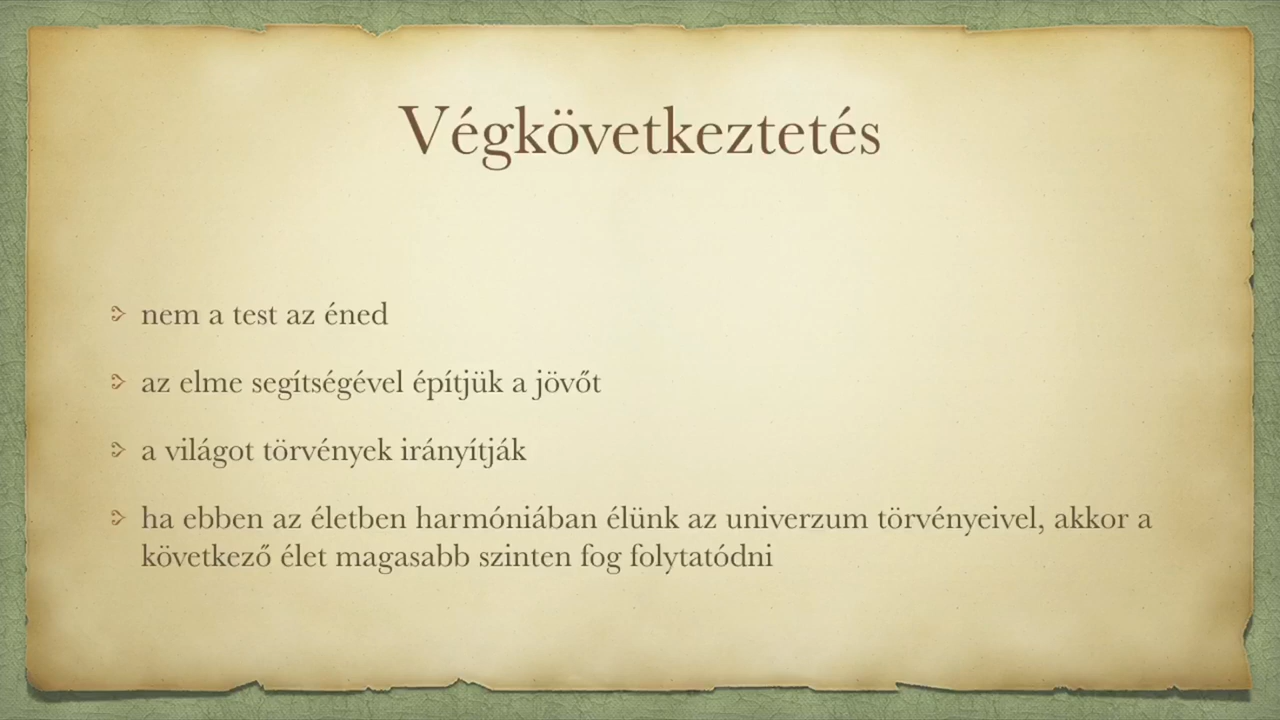 Végkövetkeztetés
nem a test az éned
az elme segítségével építjük a jövőt
a világot törvények irányítják
ha ebben az életben harmóniában élünk az univerzum törvényeivel, akkor a
következő élet magasabb szinten fog folytatódni